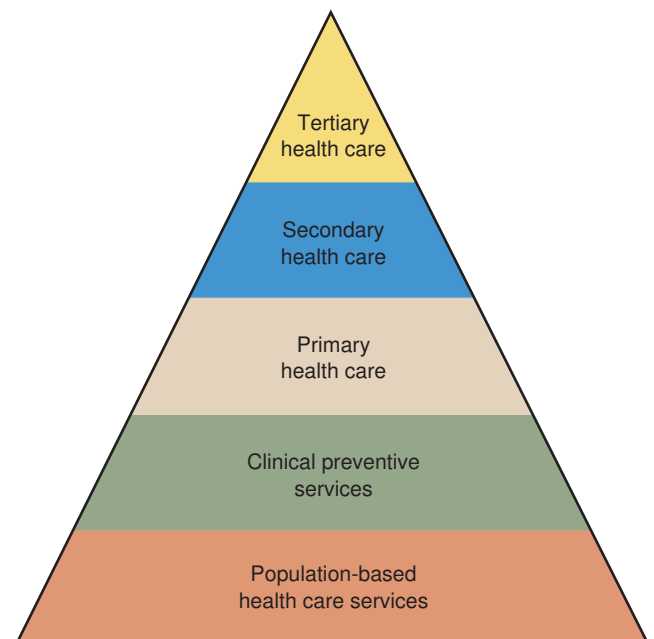 Tertiary
health care
Secondary
health care
Primary
health care
Clinical preventive
services
Population-based
health care services